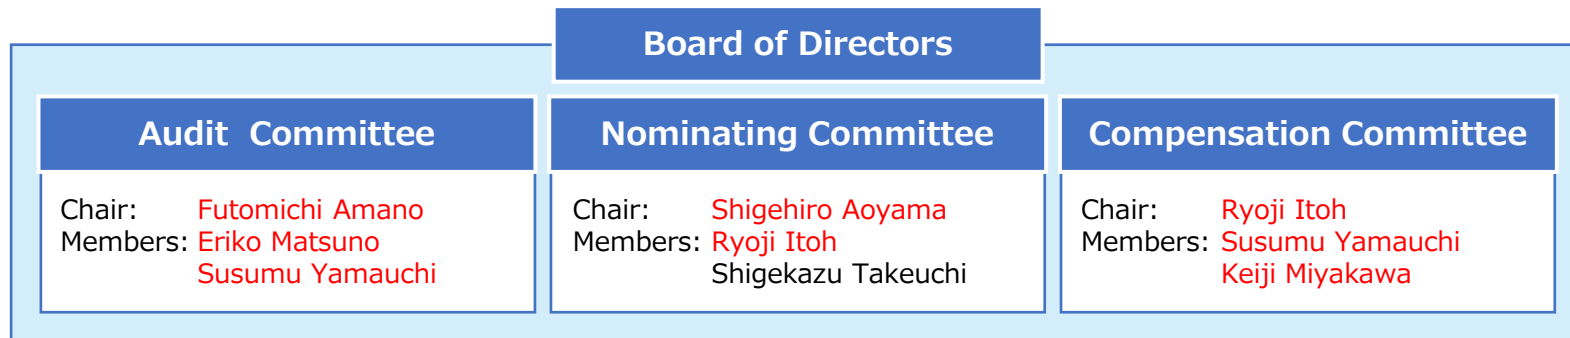 Board of Directors
Audit Committee
Chair: Futomichi Amano
Members: Eriko Matsuno
Susumu Yamauchi
Nominating Committee
Chair: Shigehiro Aoyama
Members: Ryoji Itoh
Shigekazu Takeuchi
Compensation Committee
Chair: Ryoji Itoh
Members: Susumu Yamauchi
Keiji Miyakawa